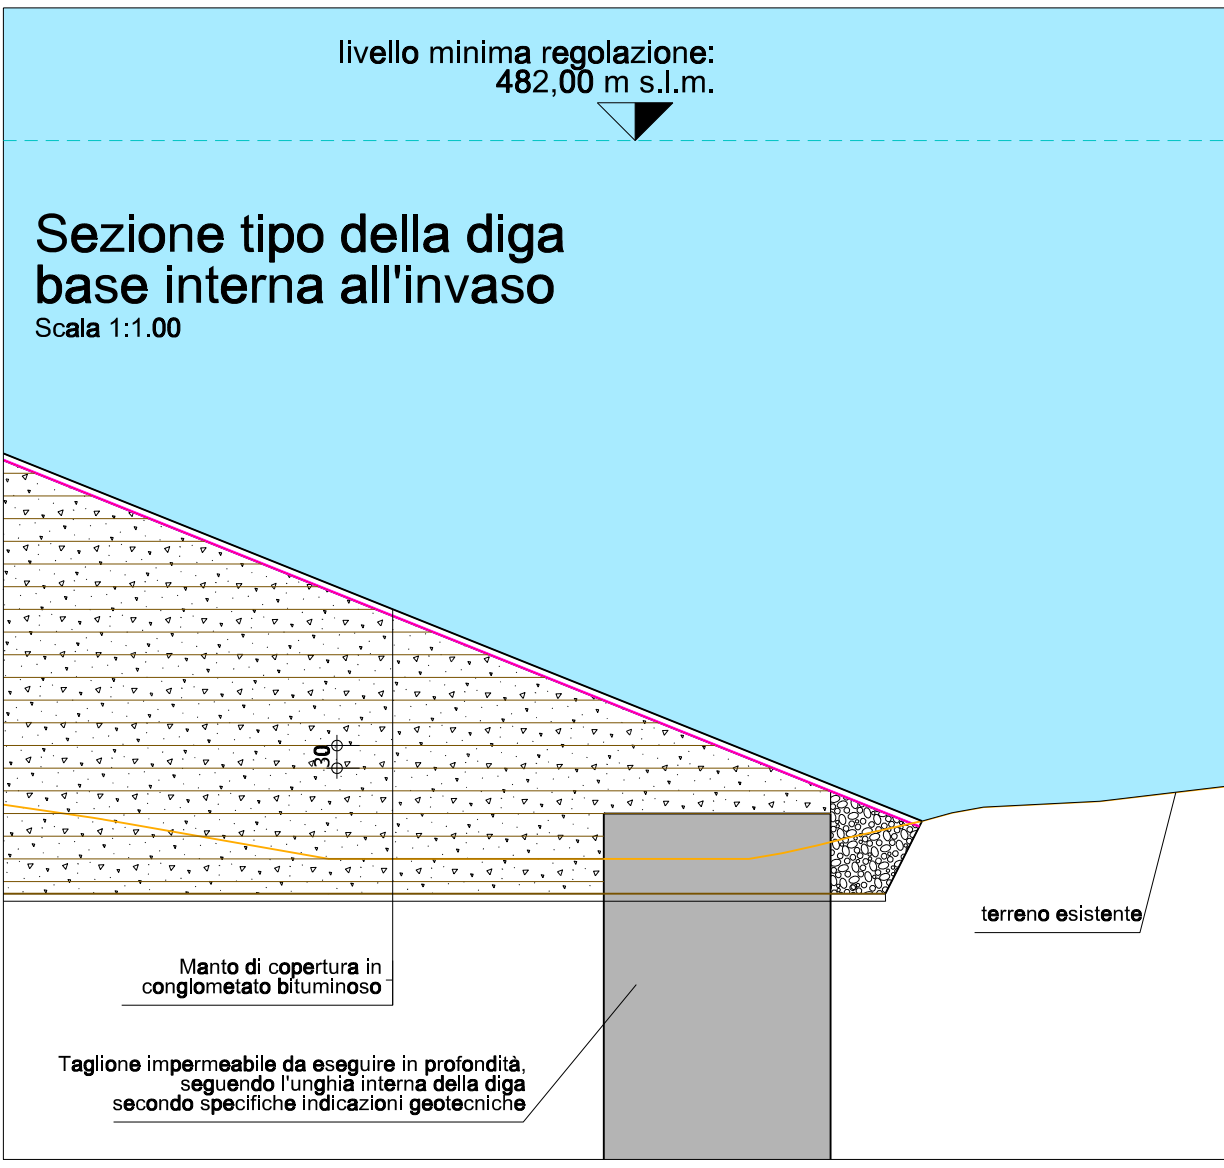 livello minima regolazione:
482,00 m s.l.m.
Sezione tipo della diga
base interna all'invaso
Scala 1:1.00
30
terreno esistente
Manto di copertura in
conglometato bituminoso
Taglione impermeabile da eseguire in profondità,
seguendo l'unghia interna della diga
secondo specifiche indicazioni geotecniche